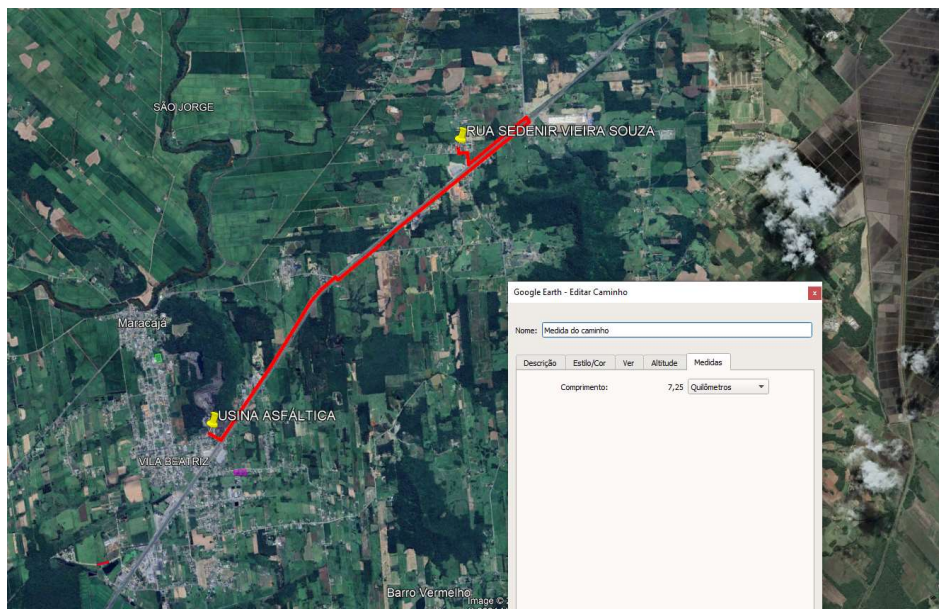 SÃO JORGE
RUA SEDENIR VIEIRA SOUZA
Maracajá
USINA ASFÁLTICA
VILA BEATRIZ
Barro Vermelho
Image ©
Google Earth - Editar Caminho
x
Nome: Medida do caminho
Descrição Estilo/Cor Ver Altitude Medidas
Comprimento: 7,25 Quilômetros